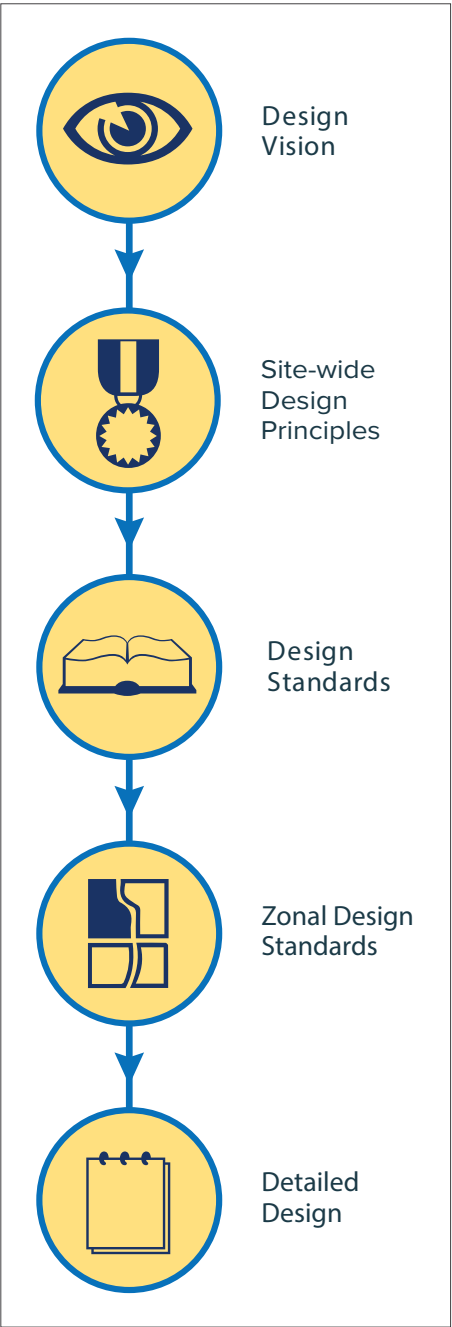 Design
Vision
Site-wide
Design
Principles
Design
Standards
Zonal Design
Standards
Detailed
Design